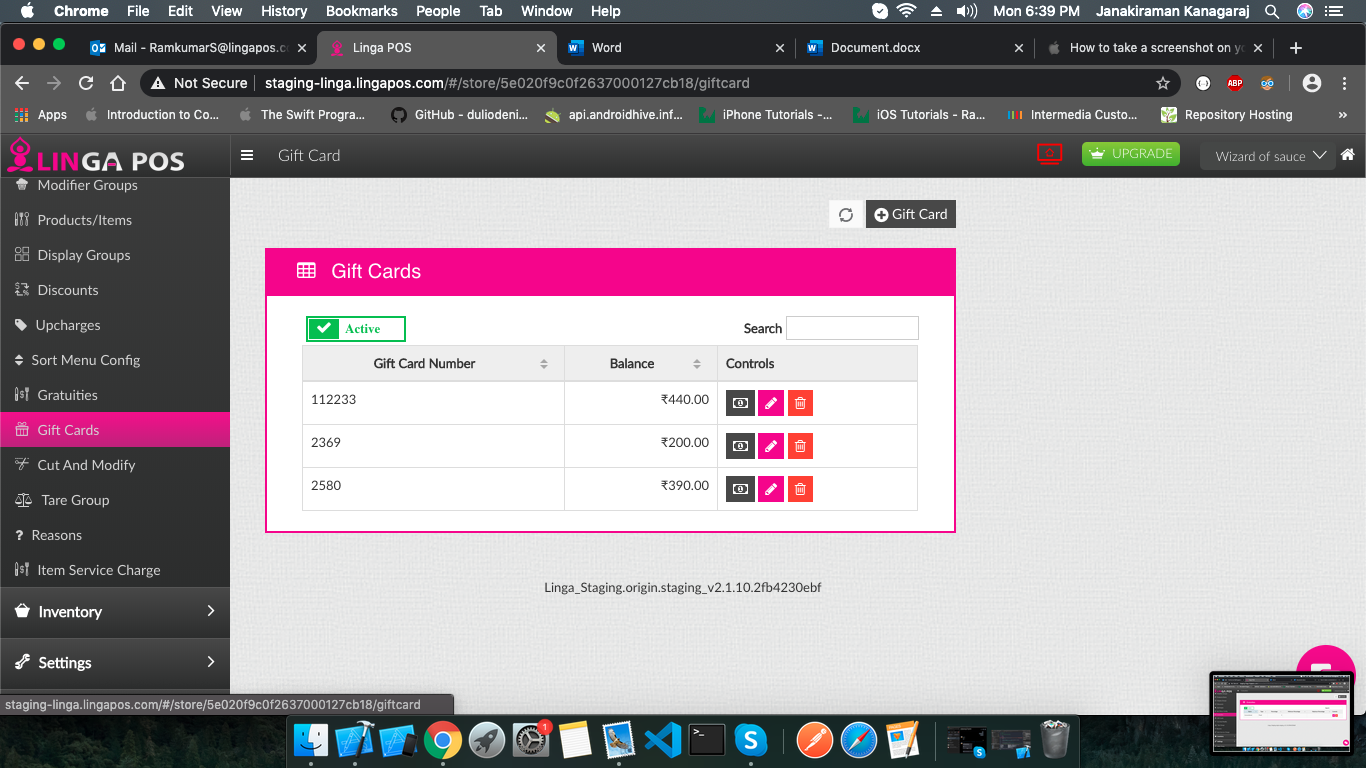 Chrome File Edit View History Bookmarks People Tab Window Help Mon 6:39 PM Janakiraman Kanagaraj
Mail - RamkumarS@lingapos.c Linga POS Word Document.docx How to take a screenshot on y
Not Secure staging-linga.lingapos.com/#/store/5e020f9c0f2637000127cb18/giftcard ABP
Apps Introduction to Co... The Swift Progra... GitHub - duliodeni... api.androidhive.inf... iPhone Tutorials -... iOS Tutorials - Ra... Intermedia Custo... Repository Hosting »
LINGA POS Gift Card UPGRADE Wizard of sauce
Modifier Groups
Products/Items
Display Groups
Discounts
Upcharges
Sort Menu Config
Gratuities
Gift Cards
Cut And Modify
Tare Group
? Reasons
Item Service Charge
Inventory
Settings
Gift Card
Gift Cards
Active Search
Gift Card Number Balance Controls
112233 ₹440.00
2369 ₹200.00
2580 ₹390.00
Linga_Staging.origin.staging_v2.1.10.2fb4230ebf
staging-linga.lingapos.com/#/store/5e020f9c0f2637000127cb18/giftcard
1